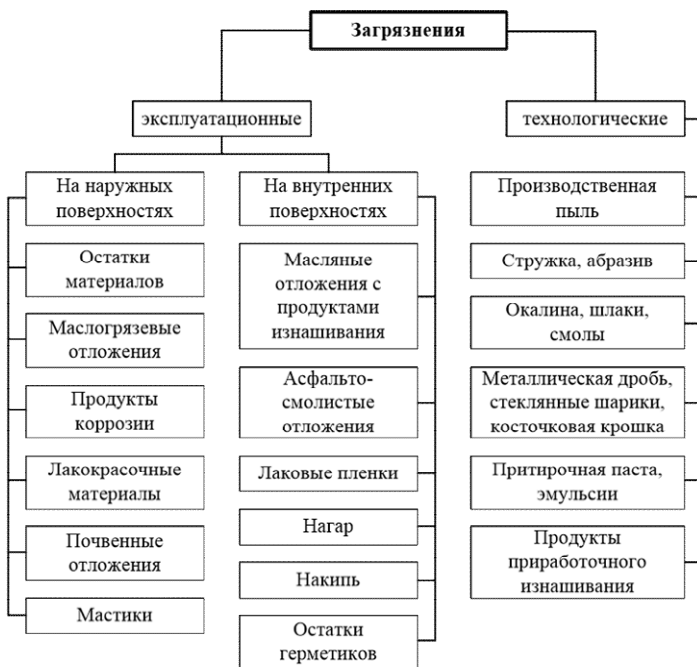 Загрязнения
эксплуатационные
технологические
На наружных
поверхностях
Остатки
материалов
Маслогрязевые
отложения
Продукты
коррозии
Лакокрасочные
материалы
Почвенные
отложения
Мастики
На внутренних
поверхностях
Масляные
отложения с
продуктами
изнашивания
Асфальто-
смолистые
отложения
Лаковые пленки
Нагар
Накипь
Остатки
герметиков
Производственная
пыль
Стружка, абразив
Окалина, шлаки,
смолы
Металлическая дробь,
стеклянные шарики,
косточковая крошка
Притирочная паста,
эмульсии
Продукты
приработочного
изнашивания